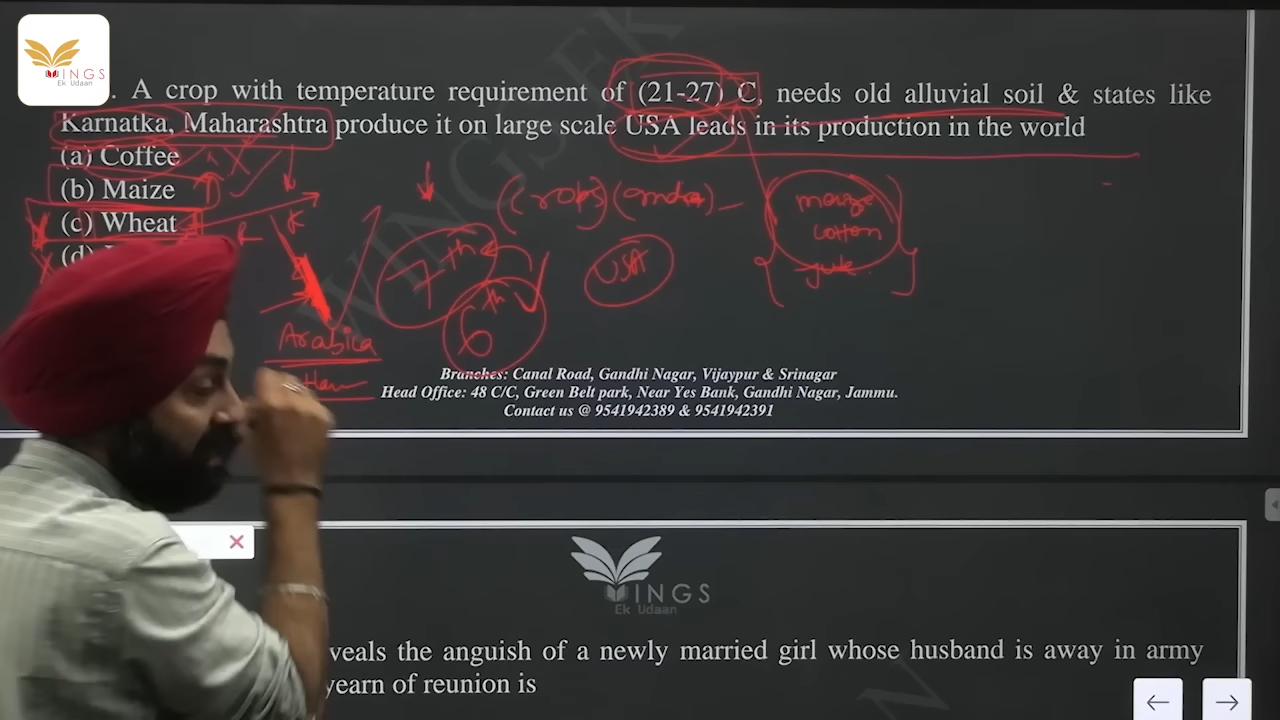 WINGS
Ek Udaan
. A crop with temperature requirement of (21-27) C, needs old alluvial soil & states like
Karnatka, Maharashtra produce it on large scale USA leads in its production in the world
(a) Coffee
(b) Maize
(c) Wheat
(d)
(crops) (India)
maize
cotton
jute
7th
USA
6th
Arabica
Branches: Canal Road, Gandhi Nagar, Vijaypur & Srinagar
Head Office: 48 C/C, Green Belt park, Near Yes Bank, Gandhi Nagar, Jammu.
Contact us @ 9541942389 & 9541942391
WINGS
Ek Udaan
veals the anguish of a newly married girl whose husband is away in army
yearn of reunion is